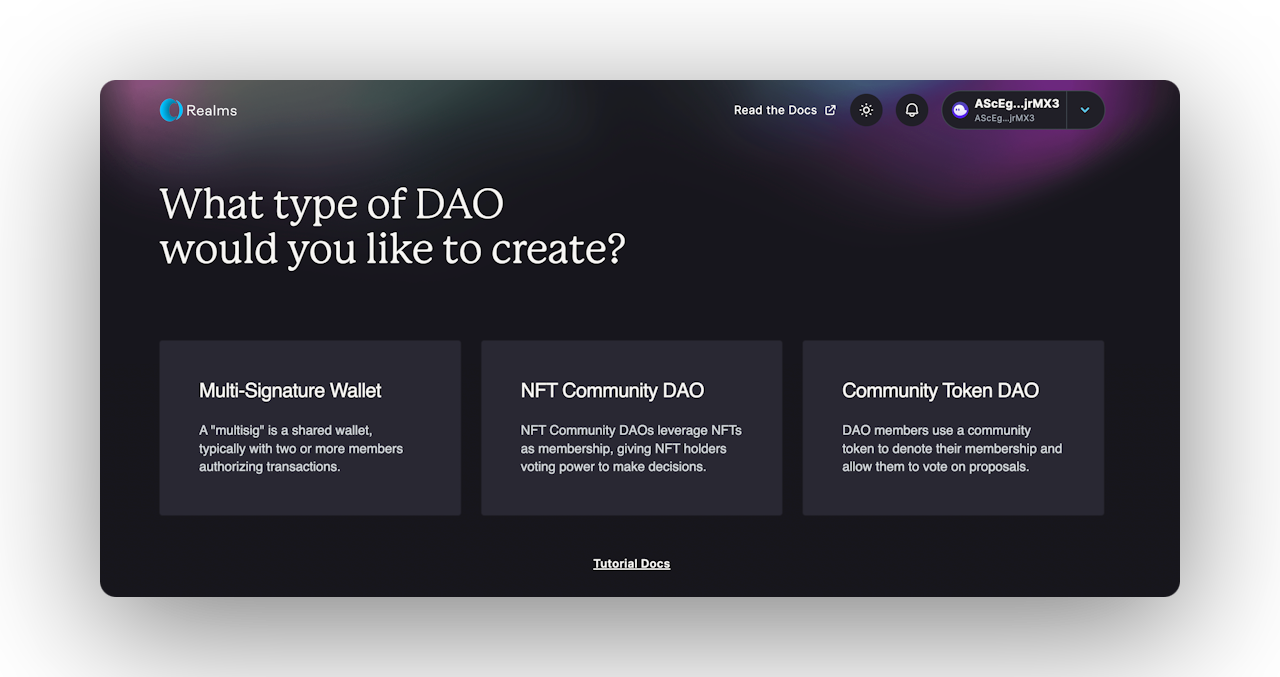 Realms
Read the Docs
AScEg...jrMX3
AScEg...jrMX3
What type of DAO
would you like to create?
Multi-Signature Wallet
A "multisig" is a shared wallet,
typically with two or more members
authorizing transactions.
NFT Community DAO
NFT Community DAOs leverage NFTs
as membership, giving NFT holders
voting power to make decisions.
Community Token DAO
DAO members use a community
token to denote their membership and
allow them to vote on proposals.
Tutorial Docs